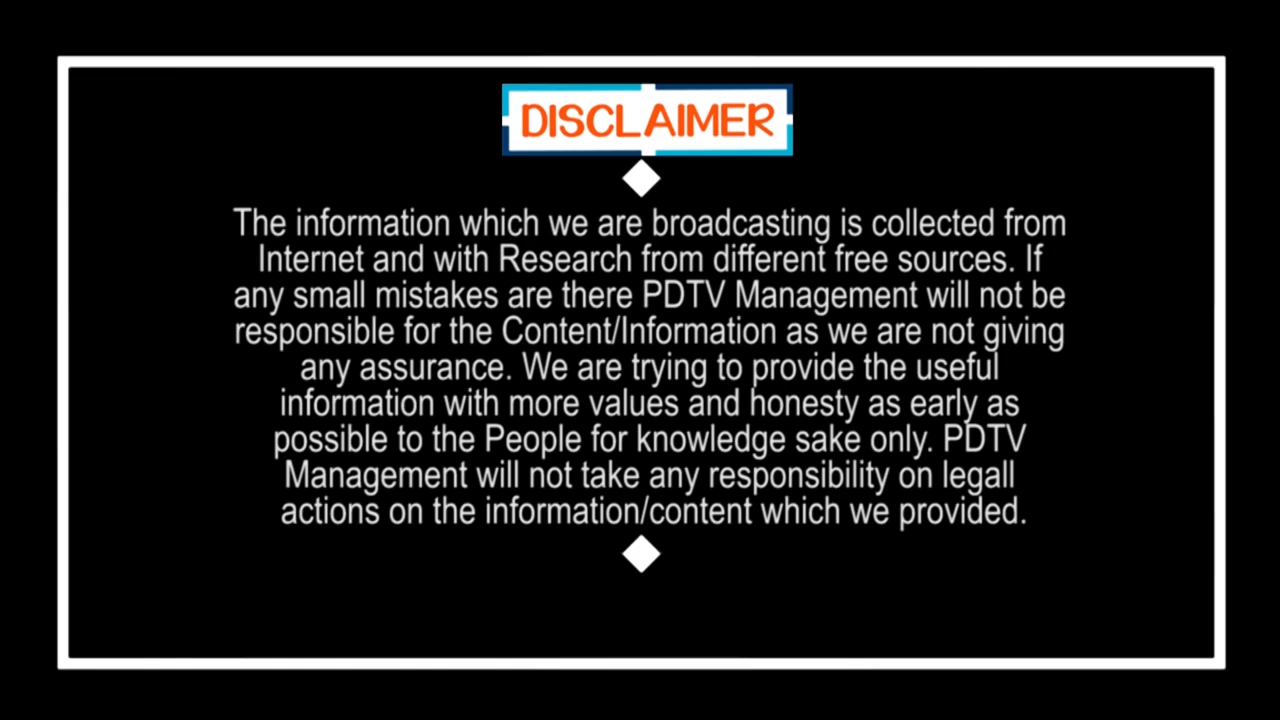 DISCLAIMER
The information which we are broadcasting is collected from
Internet and with Research from different free sources. If
any small mistakes are there PDTV Management will not be
responsible for the Content/Information as we are not giving
any assurance. We are trying to provide the useful
information with more values and honesty as early as
possible to the People for knowledge sake only. PDTV
Management will not take any responsibility on legall
actions on the information/content which we provided.